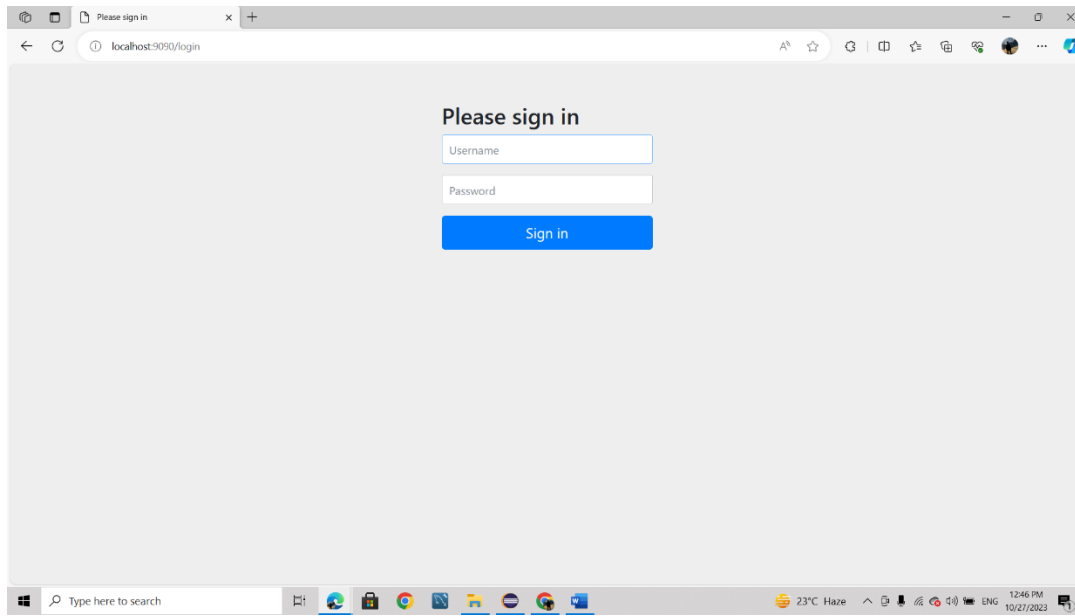 Please sign in
localhost:9090/login
Please sign in
Username
Password
Sign in
Type here to search
23°C Haze
ENG
12:46 PM
10/27/2023